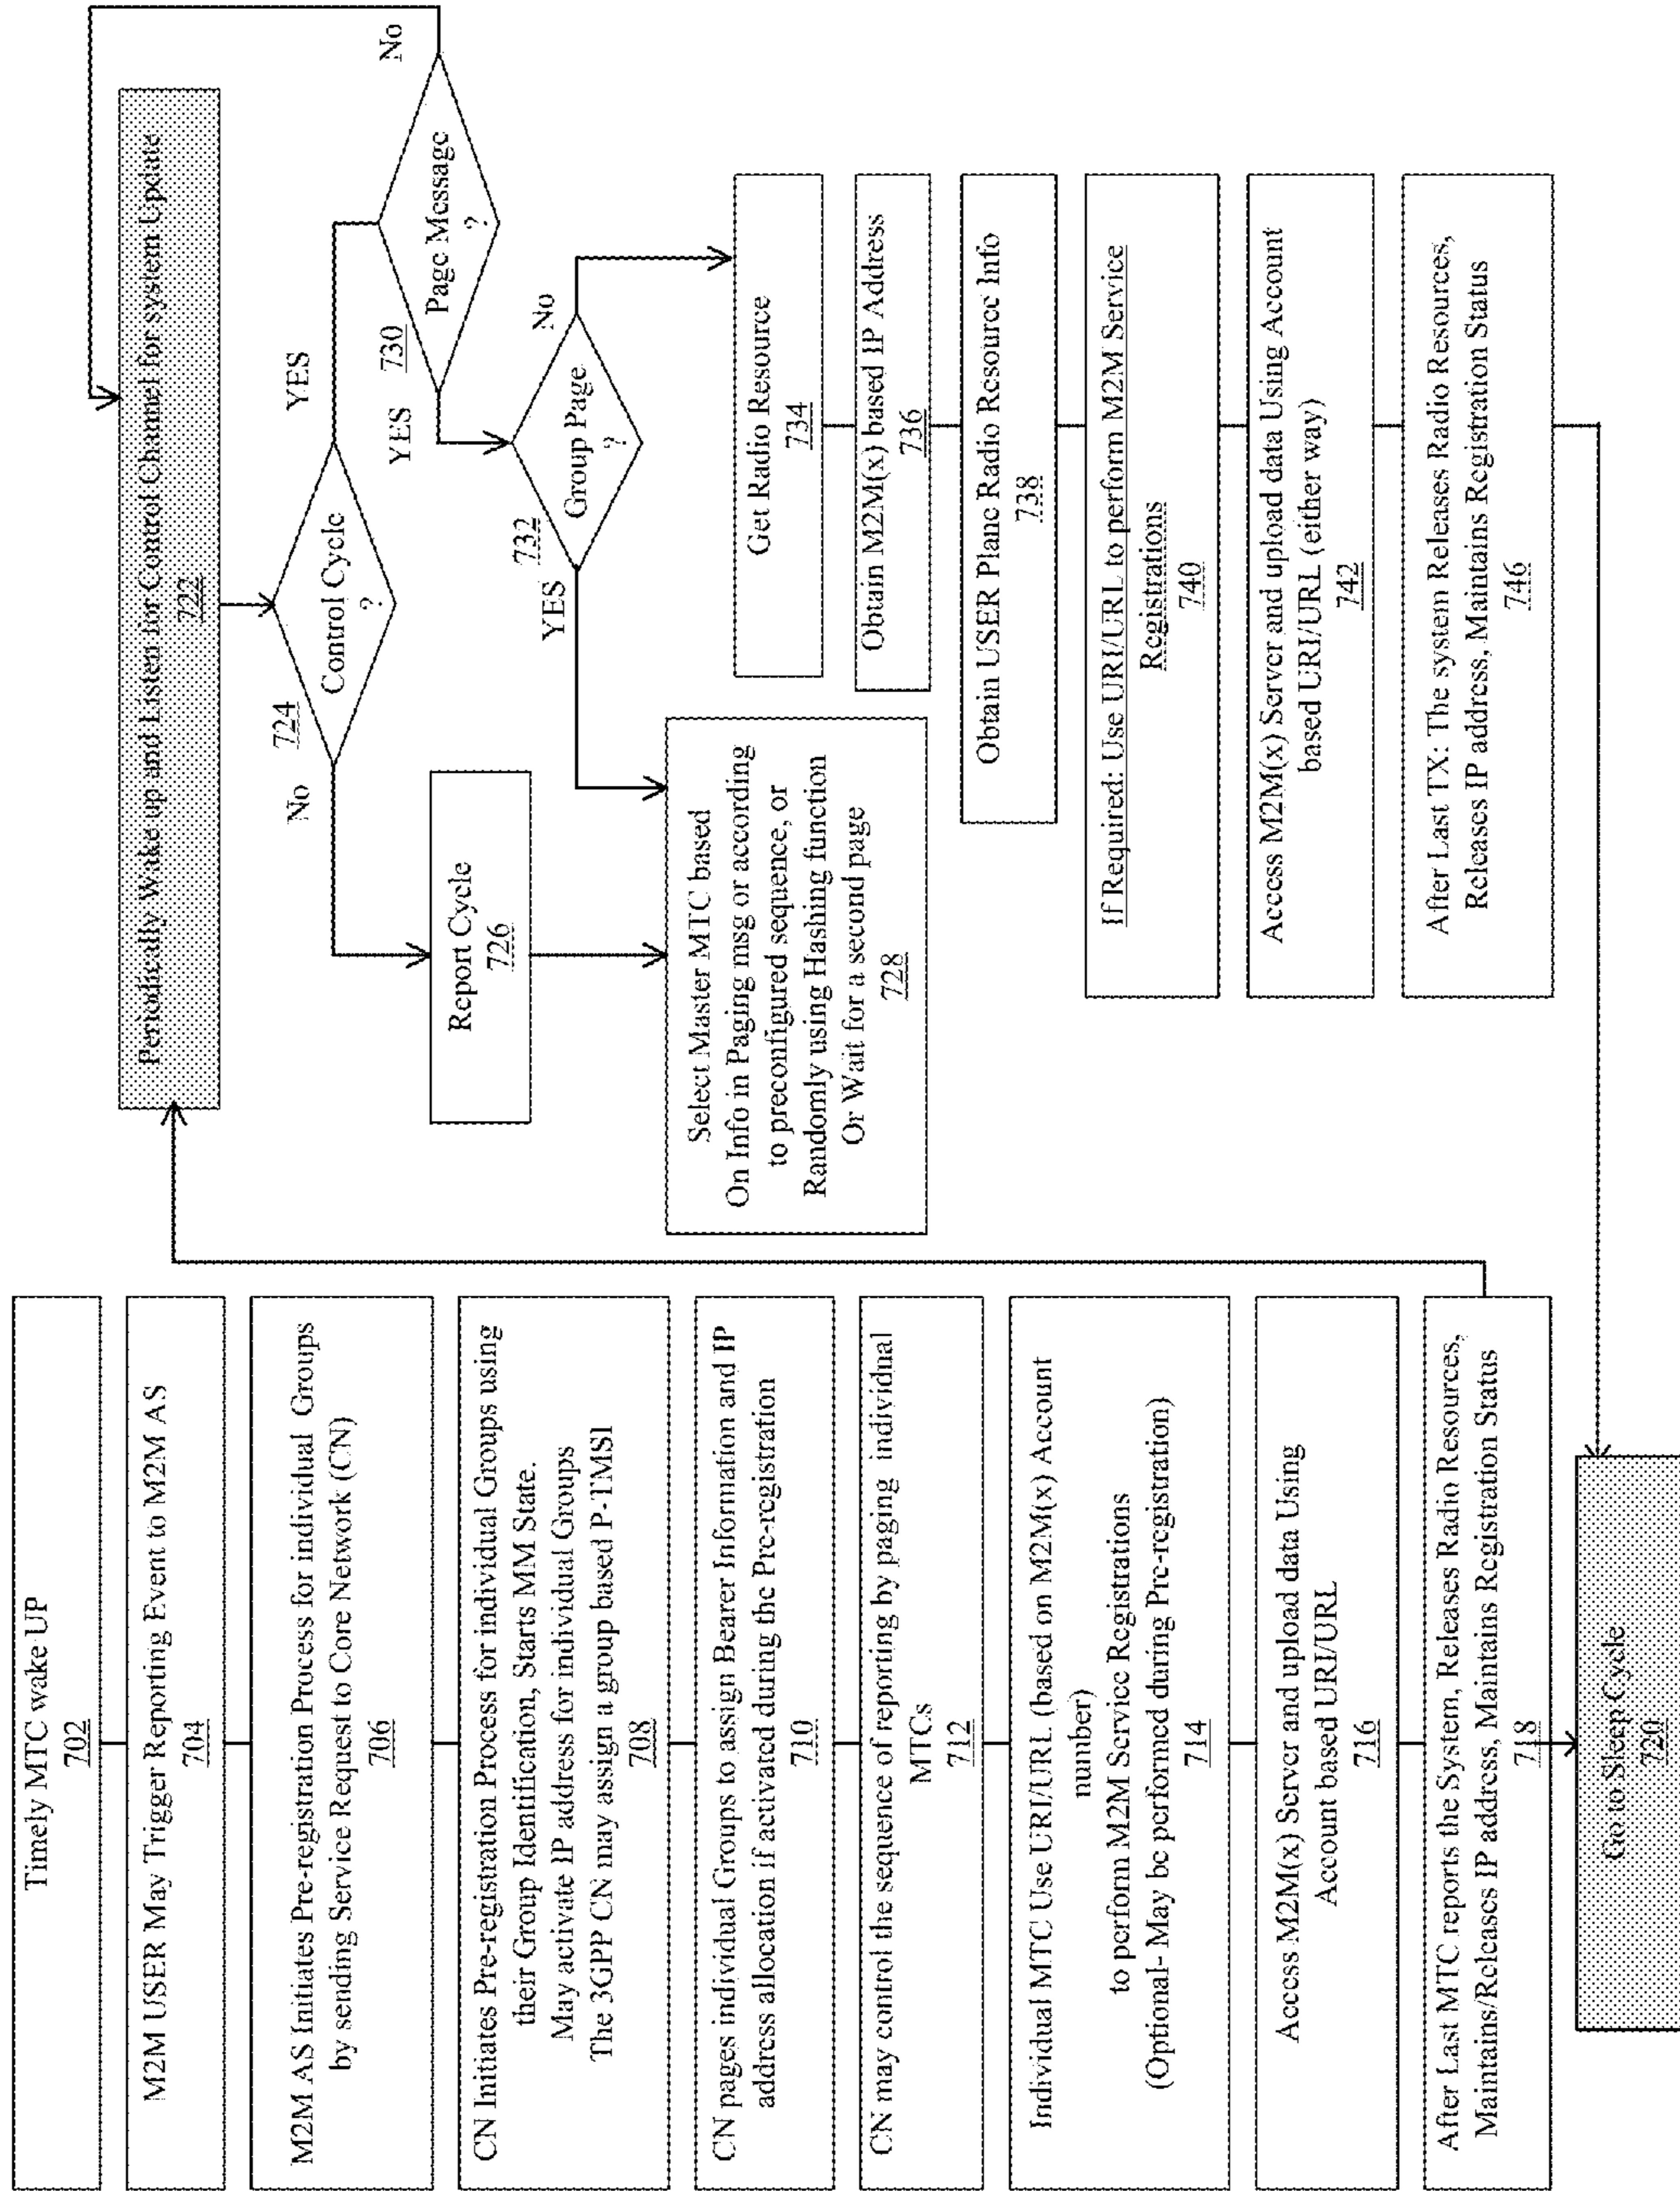 Timely MTC wake UP
702
M2M USER May Trigger Reporting Event to M2M AS
704
M2M AS Initiates Pre-registration Process for individual Groups
by sending Service Request to Core Network (CN)
706
CN Initiates Pre-registration Process for individual Groups using
their Group Identification, Starts MM State.
May activate IP address for individual Groups
The 3GPP CN may assign a group based P-TMSI
708
CN pages individual Groups to assign Bearer Information and IP
address allocation if activated during the Pre-registration
710
CN may control the sequence of reporting by paging individual
MTCs
712
Individual MTC Use URI/URL (based on M2M(x) Account
number)
to perform M2M Service Registrations
(Optional- May be performed during Pre-registration)
714
Access M2M(x) Server and upload data Using
Account based URI/URL
716
After Last MTC reports the System, Releases Radio Resources,
Maintains/Releases IP address, Maintains Registration Status
718
Go to Sleep Cycle
720
Periodically Wake up and Listen for Control Channel for system Update
722
724
Control Cycle
?
No
YES
Report Cycle
726
Select Master MTC based
On Info in Paging msg or according
to preconfigured sequence, or
Randomly using Hashing function
Or Wait for a second page
728
730
Page Message
?
No
YES
732
Group Page
?
YES
No
Get Radio Resource
734
Obtain M2M(x) based IP Address
736
Obtain USER Plane Radio Resource Info
738
If Required: Use URI/URL to perform M2M Service
Registrations
740
Access M2M(x) Server and upload data Using Account
based URI/URL (either way)
742
After Last TX: The system Releases Radio Resources,
Releases IP address, Maintains Registration Status
746